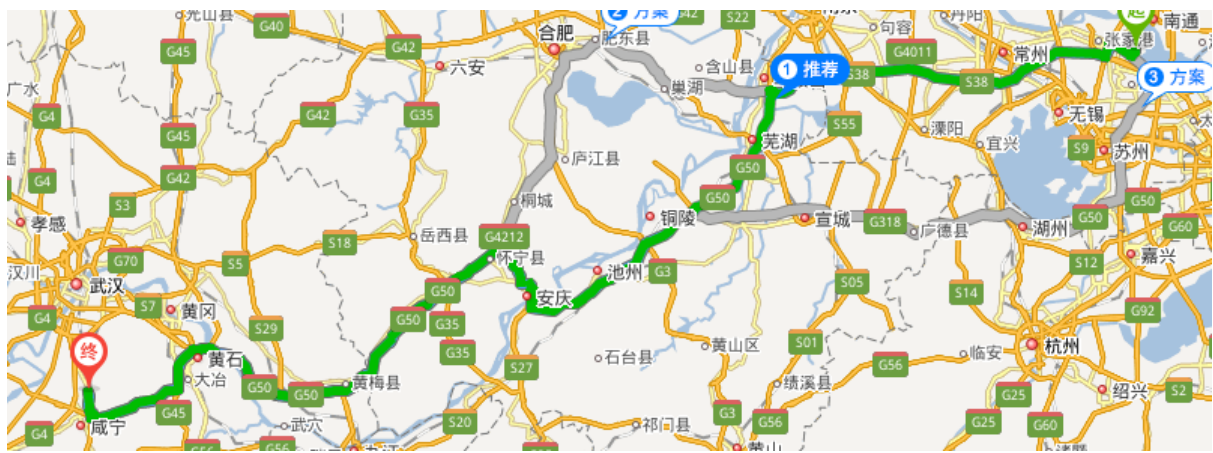 光山县
G40
2 方案
S22
句容
丹阳
起
南通
合肥
肥东县
G42
G45
六安
含山县
1 推荐
G4011
常州
张家港
S38
S38
3 方案
广水
G4
G42
G35
巢湖
无锡
G45
S55
溧阳
宜兴
芜湖
S9
苏州
庐江县
G4
G42
G50
S3
桐城
G50
G50
孝感
铜陵
宣城
G318
广德县
湖州
G50
G60
岳西县
S18
G4212
怀宁县
G70
S5
G3
S12
嘉兴
汉川
武汉
池州
S05
S14
G50
安庆
S7
黄冈
G4
G50
G35
G92
S29
终
G35
石台县
黄山区
S01
杭州
临安
黄石
大冶
G50
G50
黄梅县
S27
G56
绩溪县
绍兴
S2
G25
G45
咸宁
G4
武穴
S20
祁门县
G3
G56
G25
G60
G56
G56
黄山